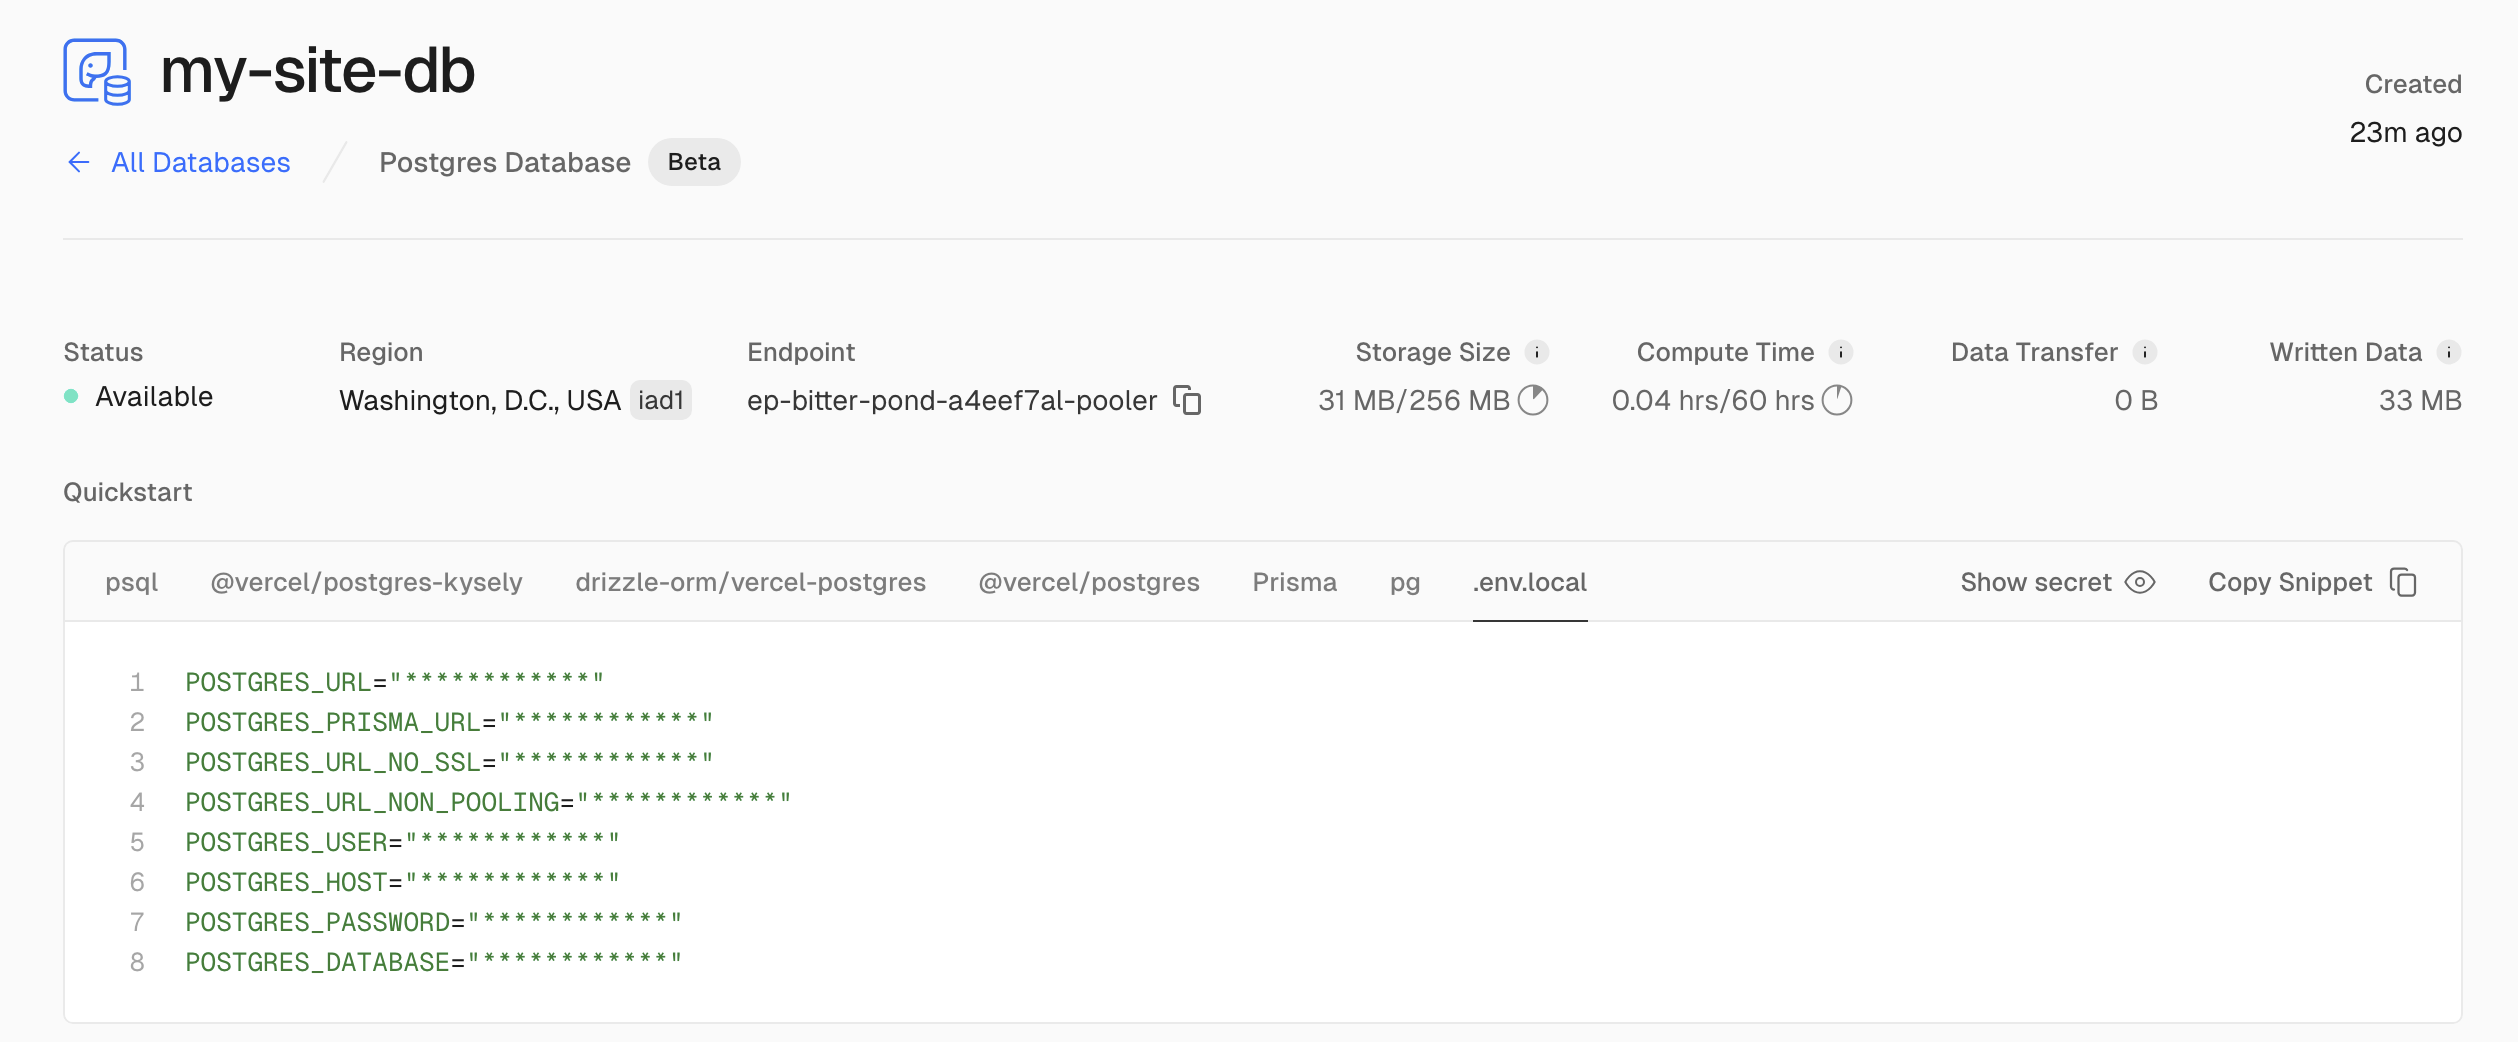 my-site-db
Created
23m ago
← All Databases / Postgres Database Beta
Status
Available
Region
Washington, D.C., USA iad1
Endpoint
ep-bitter-pond-a4eef7al-pooler
Storage Size i
31 MB/256 MB
Compute Time i
0.04 hrs/60 hrs
Data Transfer i
0 B
Written Data i
33 MB
Quickstart
psql @vercel/postgres-kysely drizzle-orm/vercel-postgres @vercel/postgres Prisma pg .env.local Show secret Copy Snippet
1 POSTGRES_URL="************"
2 POSTGRES_PRISMA_URL="************"
3 POSTGRES_URL_NO_SSL="************"
4 POSTGRES_URL_NON_POOLING="************"
5 POSTGRES_USER="************"
6 POSTGRES_HOST="************"
7 POSTGRES_PASSWORD="************"
8 POSTGRES_DATABASE="************"